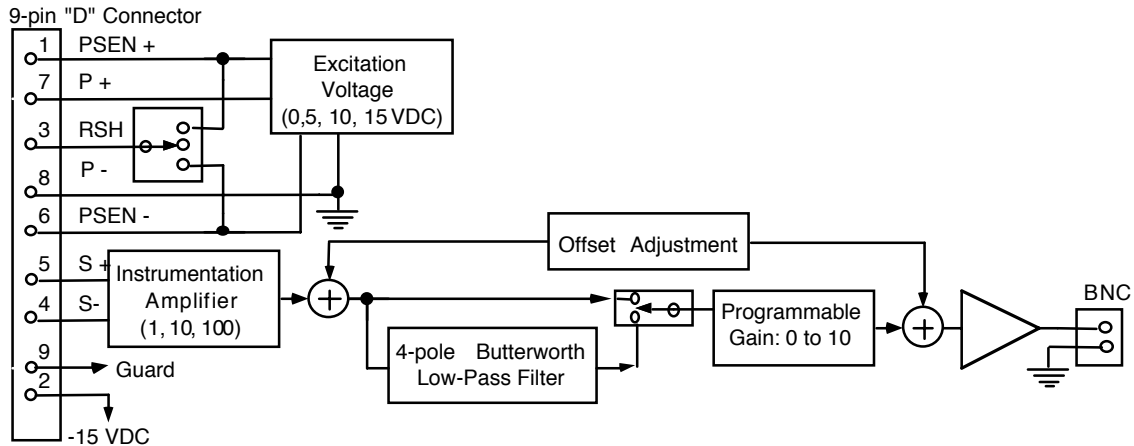 9-pin "D" Connector
1 PSEN +
7 P +
3 RSH
8 P -
6 PSEN -
5 S +
4 S-
9 Guard
2
-15 VDC
Excitation
Voltage
(0,5, 10, 15 VDC)
Instrumentation
Amplifier
(1, 10, 100)
+
Offset Adjustment
4-pole Butterworth
Low-Pass Filter
Programmable
Gain: 0 to 10
+
BNC